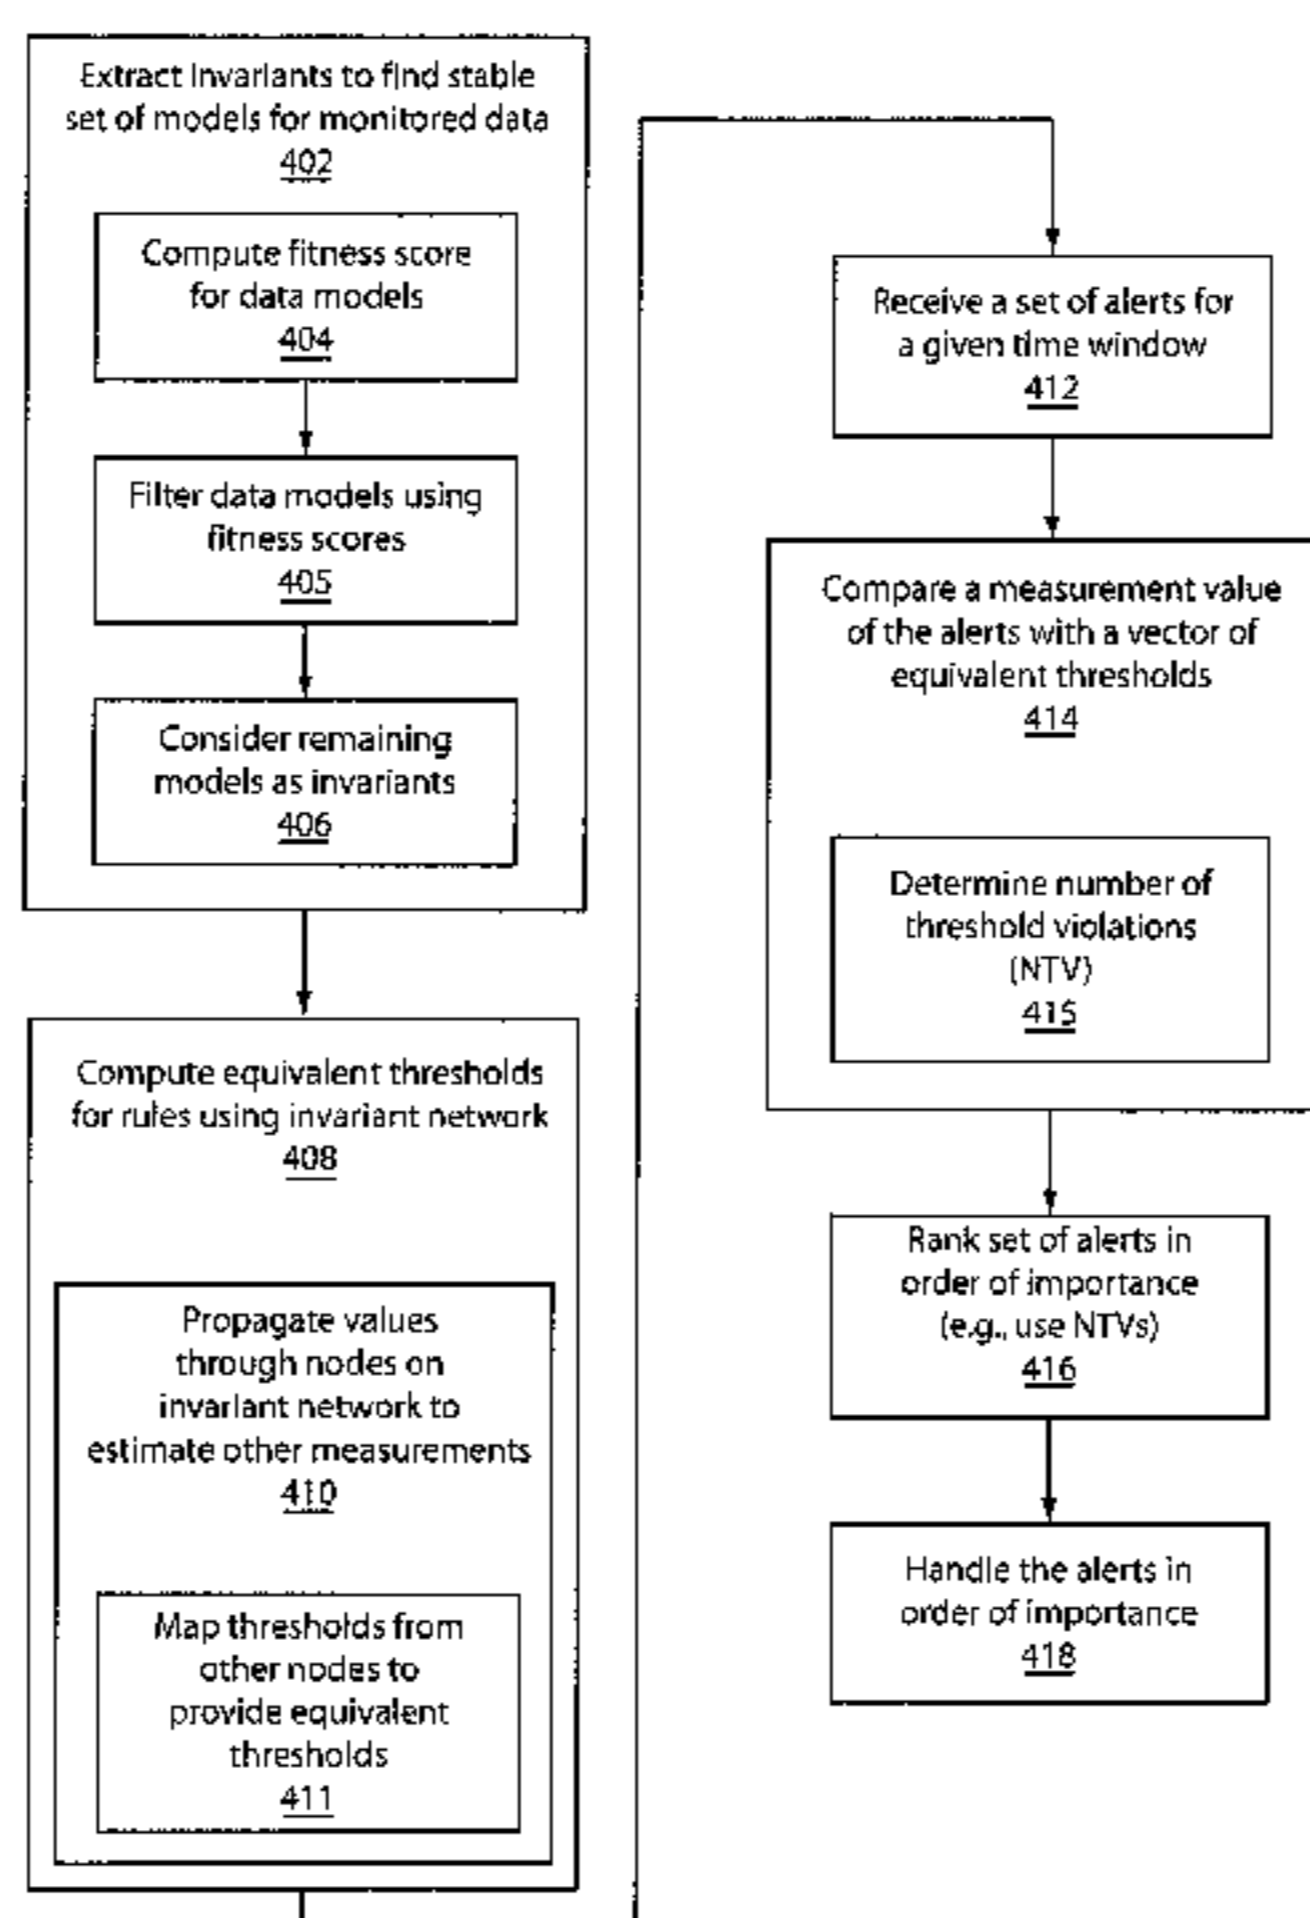 Extract invariants to find stable
set of models for monitored data
402
Compute fitness score
for data models
404
Filter data models using
fitness scores
405
Consider remaining
models as invariants
406
Compute equivalent thresholds
for rules using invariant network
408
Propagate values
through nodes on
invariant network to
estimate other measurements
410
Map thresholds from
other nodes to
provide equivalent
thresholds
411
Receive a set of alerts for
a given time window
412
Compare a measurement value
of the alerts with a vector of
equivalent thresholds
414
Determine number of
threshold violations
(NTV)
415
Rank set of alerts in
order of importance
(e.g., use NTVs)
416
Handle the alerts in
order of importance
418